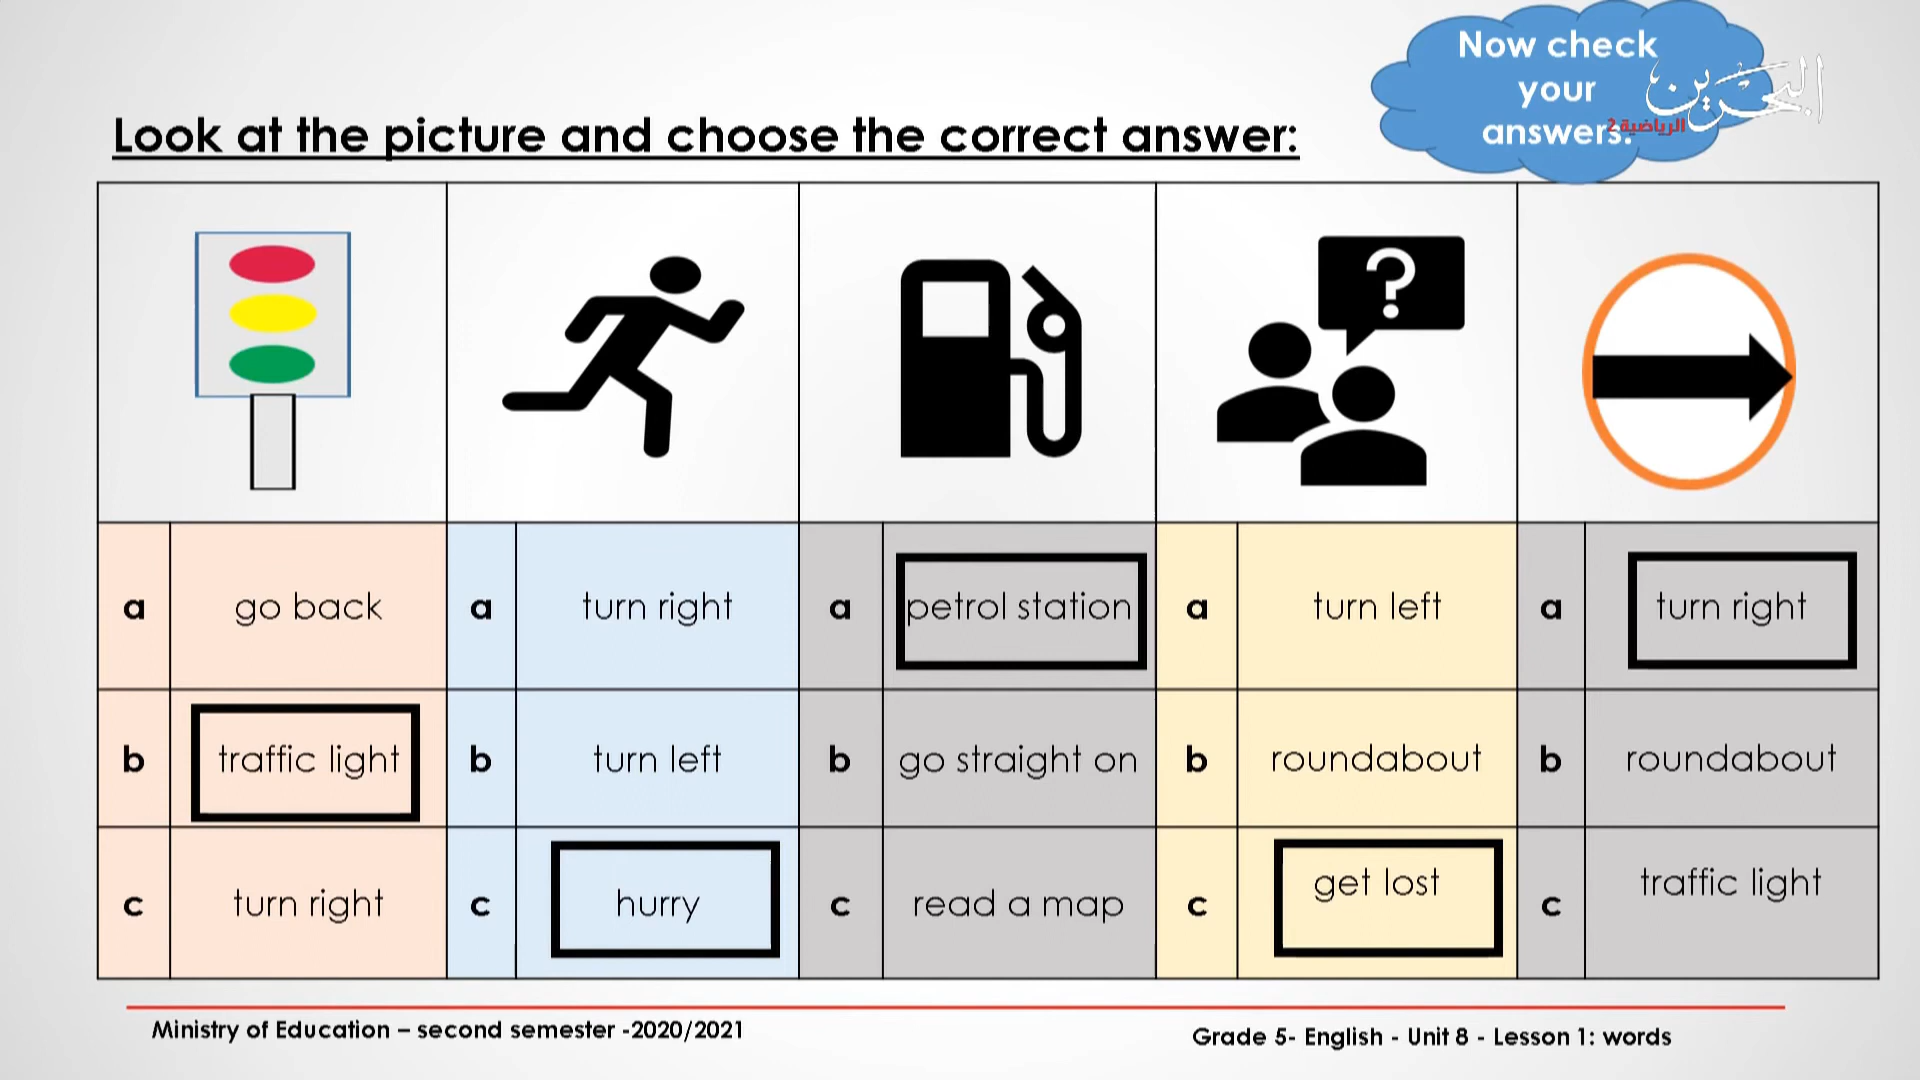 Now check
your
answers.
البحرين
الرياضية 2
Look at the picture and choose the correct answer:
?
a go back a turn right a petrol station a turn left a turn right
b traffic light b turn left b go straight on b roundabout b roundabout
c turn right c hurry c read a map c get lost c traffic light
Ministry of Education – second semester -2020/2021
Grade 5- English - Unit 8 - Lesson 1: words